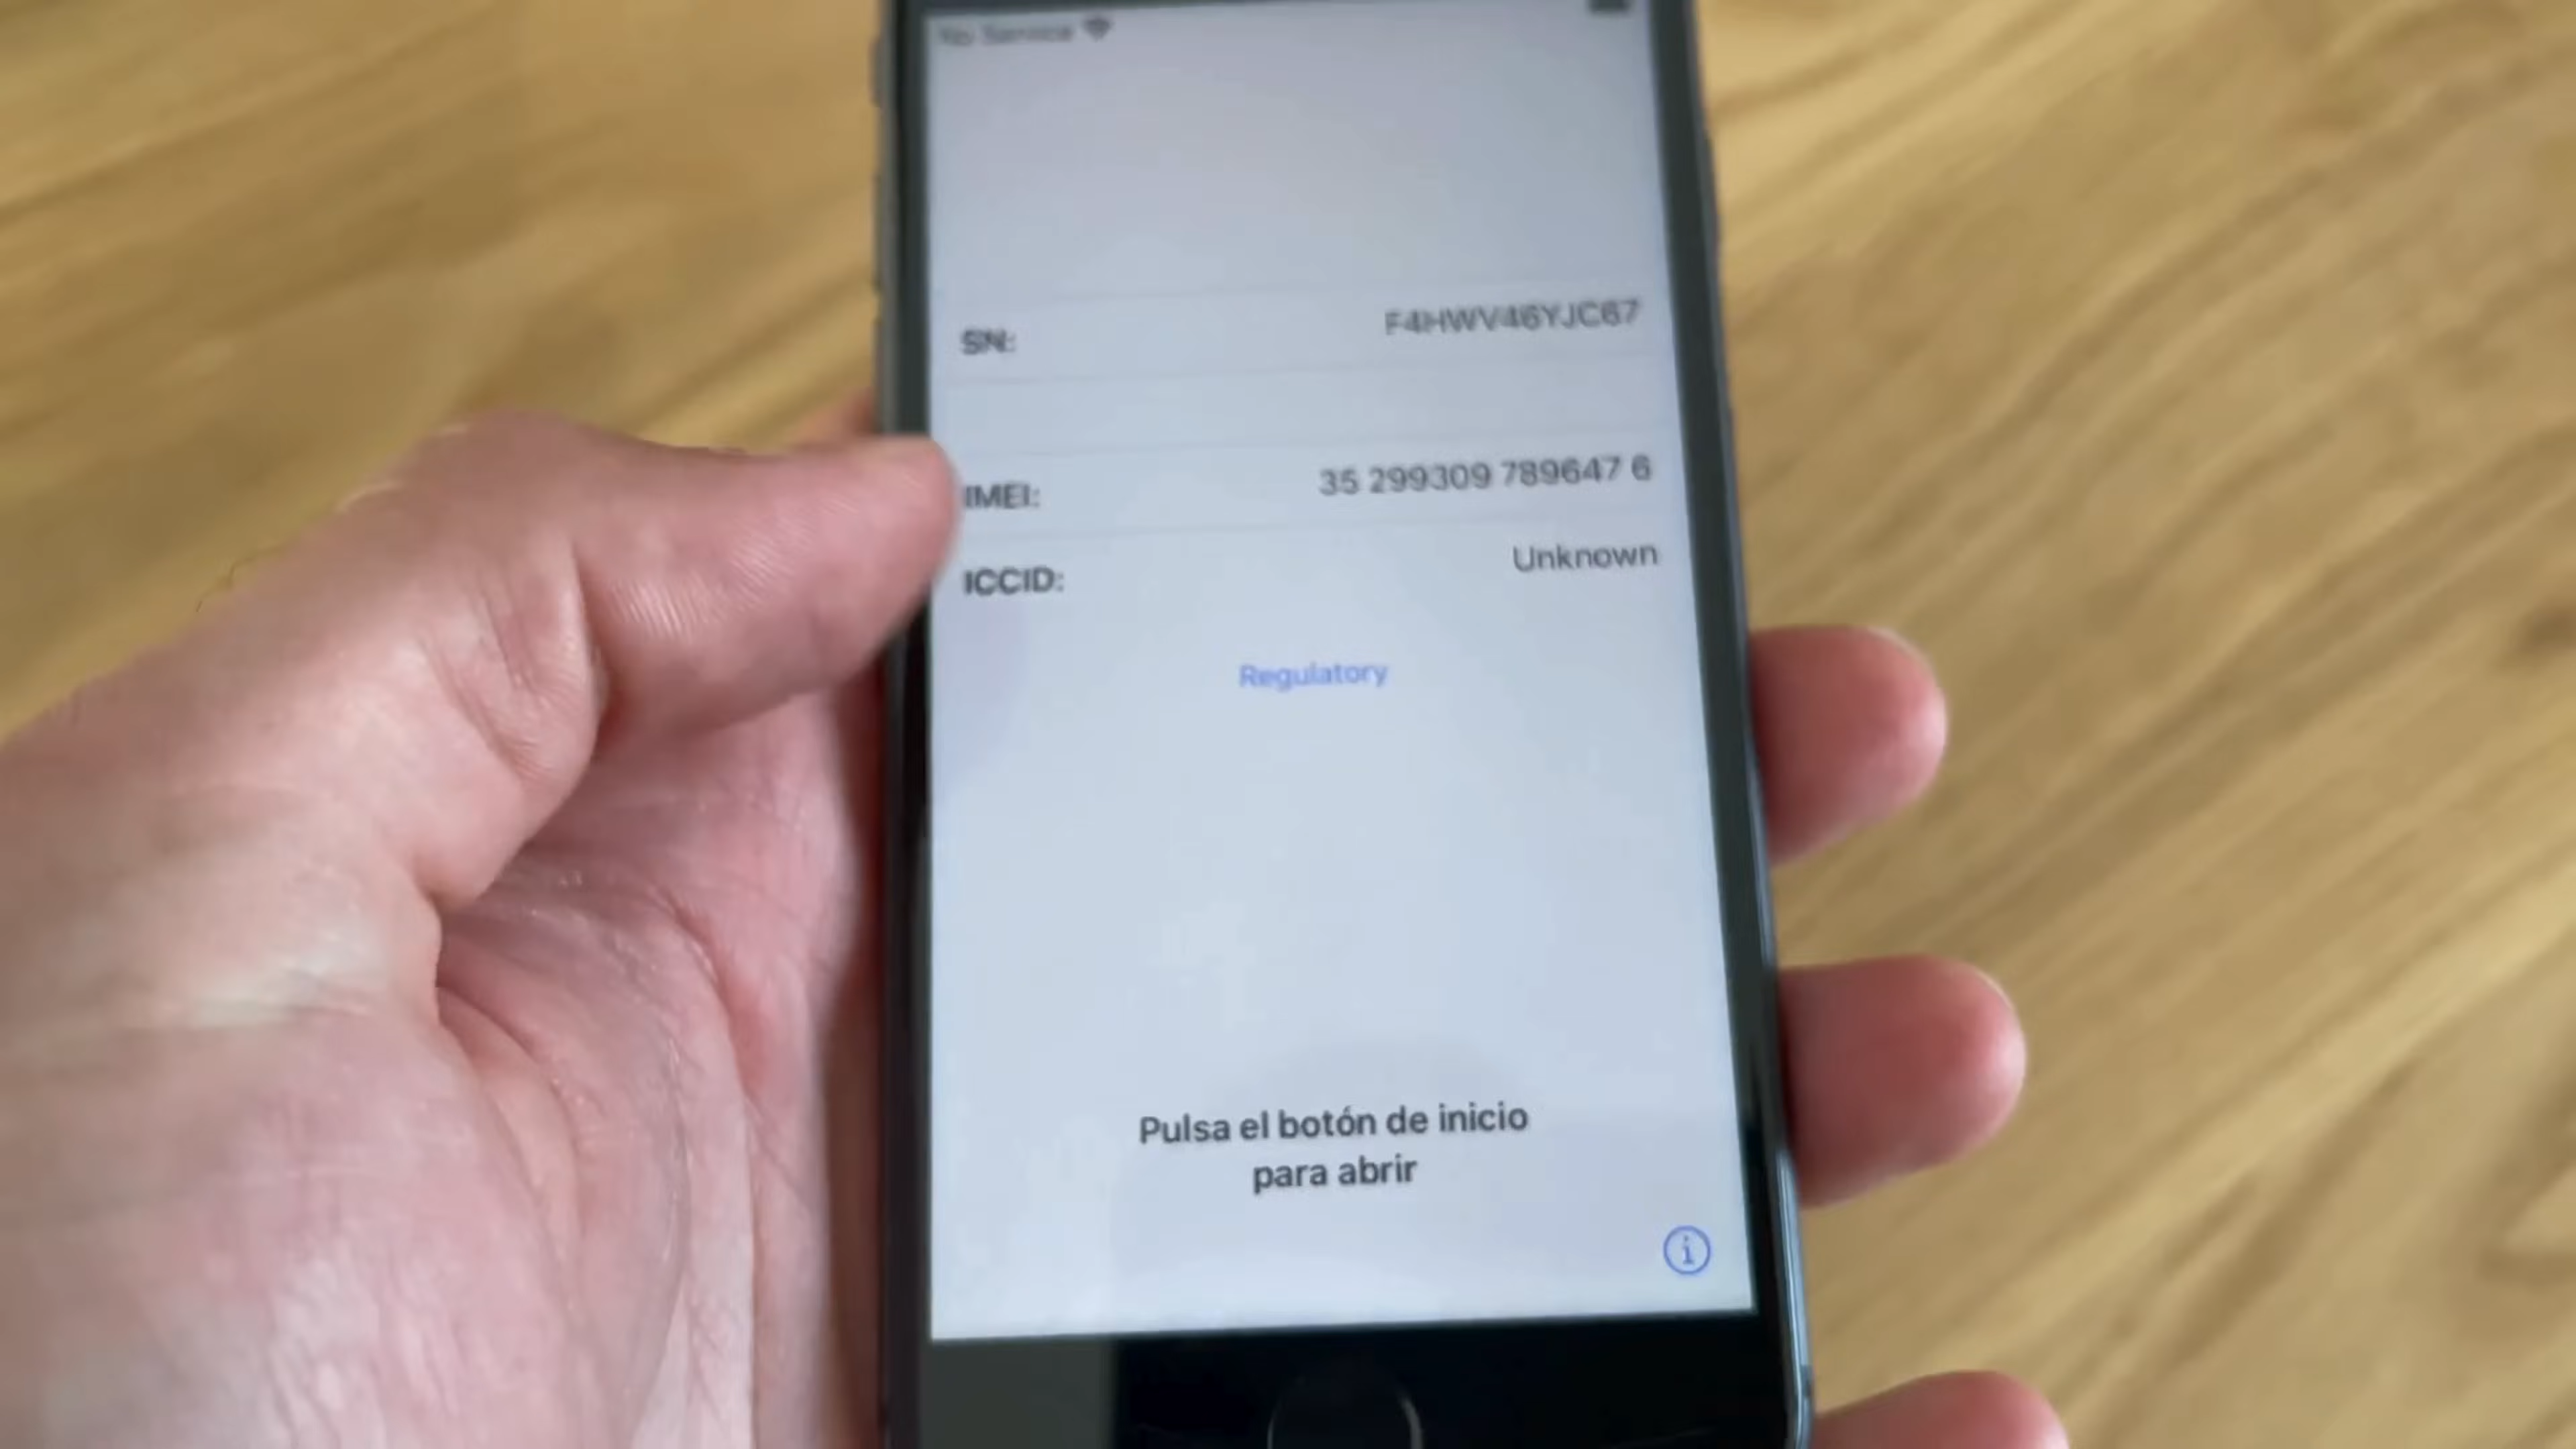 No Service
SN: F4HWV46YJC67
IMEI: 35 299309 789647 6
ICCID: Unknown
Regulatory
Pulsa el botón de inicio
para abrir